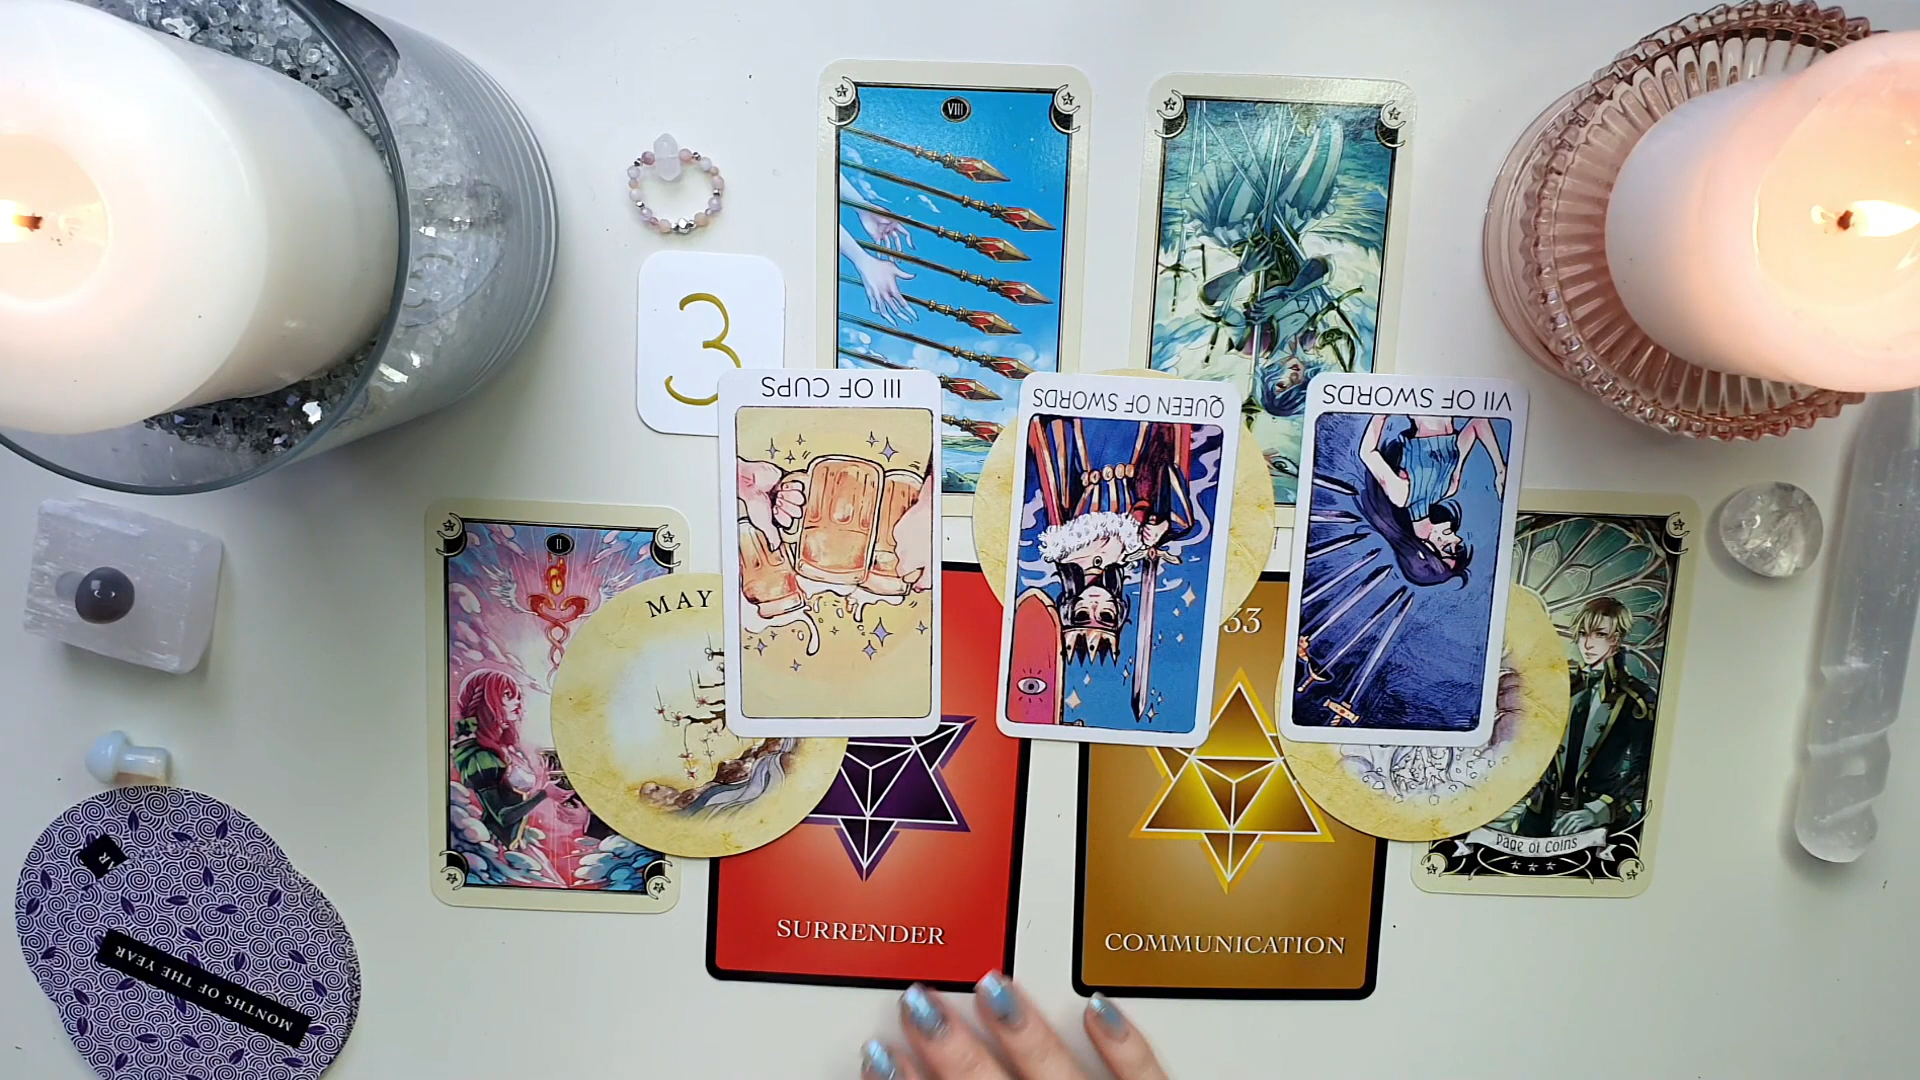 VIII
3
III OF CUPS
QUEEN OF SWORDS
VII OF SWORDS
II
MAY
33
Page of Coins
SURRENDER
COMMUNICATION
MONTHS OF THE YEAR